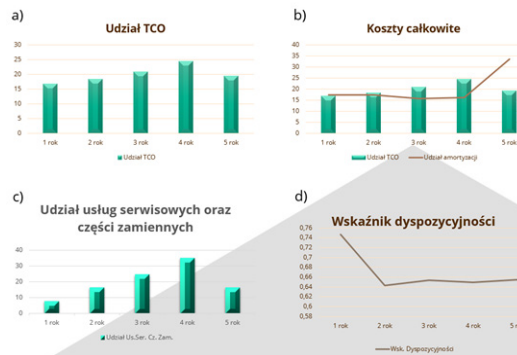 a)
Udział TCO
30
25
20
15
10
5
0
1 rok 2 rok 3 rok 4 rok 5 rok
Udział TCO
b)
Koszty całkowite
40
35
30
25
20
15
10
5
0
1 rok 2 rok 3 rok 4 rok 5 rok
Udział TCO Udział amortyzacji
c)
Udział usług serwisowych oraz
części zamiennych
40
30
20
10
0
1 rok 2 rok 3 rok 4 rok 5 rok
Udział Us.Ser. Cz. Zam.
d)
Wskaźnik dyspozycyjności
0,76
0,74
0,72
0,7
0,68
0,66
0,64
0,62
0,6
0,58
1 rok 2 rok 3 rok 4 rok 5 r
Wsk. Dyspozycyjności